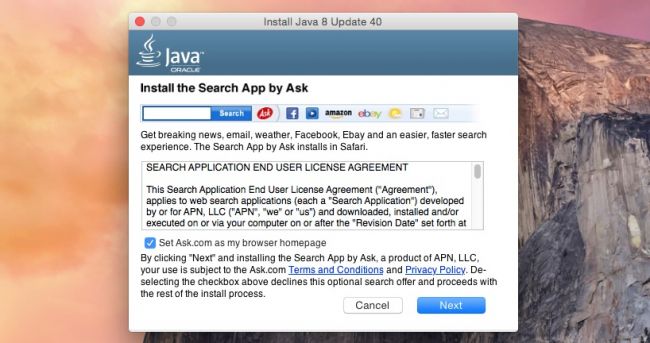 Install Java 8 Update 40
Java™
ORACLE
Install the Search App by Ask
Search Ask amazon ebay
Get breaking news, email, weather, Facebook, Ebay and an easier, faster search
experience. The Search App by Ask installs in Safari.
SEARCH APPLICATION END USER LICENSE AGREEMENT
This Search Application End User License Agreement ("Agreement"),
applies to web search applications (each a "Search Application") developed
by or for APN, LLC ("APN", "we" or "us") and downloaded, installed and/or
executed on or via your computer on or after the "Revision Date" set forth at
Set Ask.com as my browser homepage
By clicking "Next" and installing the Search App by Ask, a product of APN, LLC,
your use is subject to the Ask.com Terms and Conditions and Privacy Policy. De-
selecting the checkbox above declines this optional search offer and proceeds with
the rest of the install process.
Cancel Next